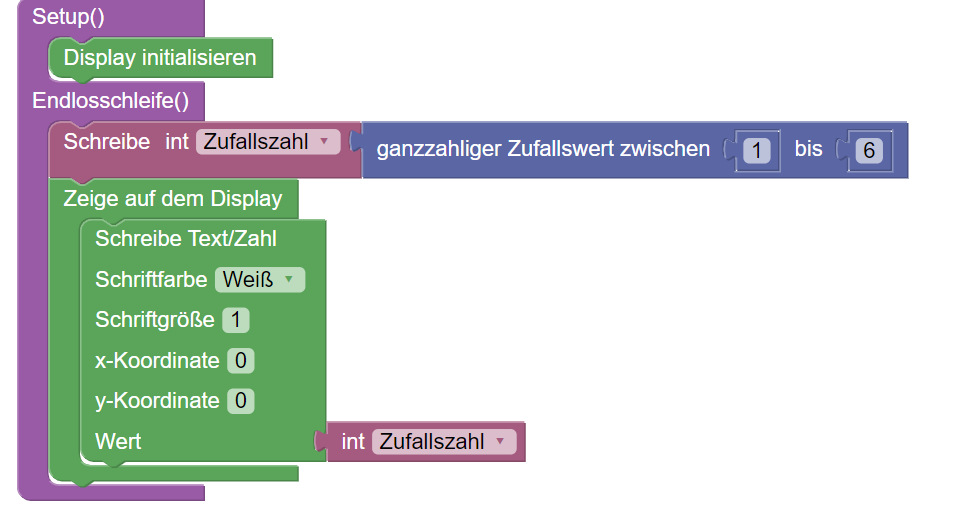 Setup()
Display initialisieren
Endlosschleife()
Schreibe int Zufallszahl ganzzahliger Zufallswert zwischen 1 bis 6
Zeige auf dem Display
Schreibe Text/Zahl
Schriftfarbe Weiß
Schriftgröße 1
x-Koordinate 0
y-Koordinate 0
Wert int Zufallszahl